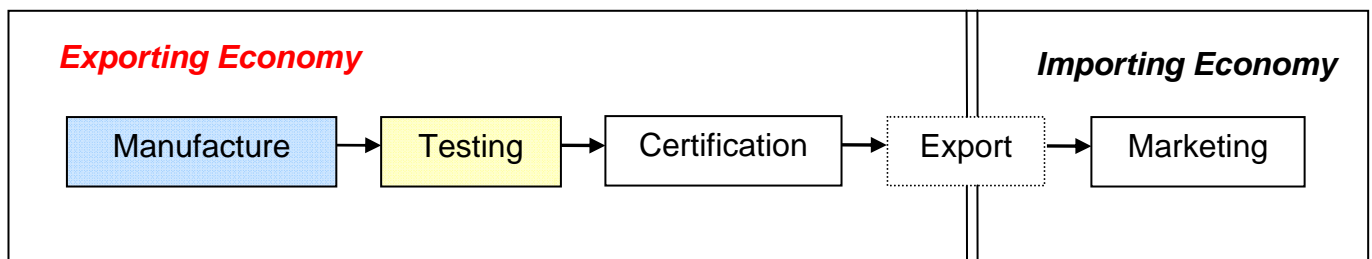 Exporting Economy
Importing Economy
Manufacture
Testing
Certification
Export
Marketing